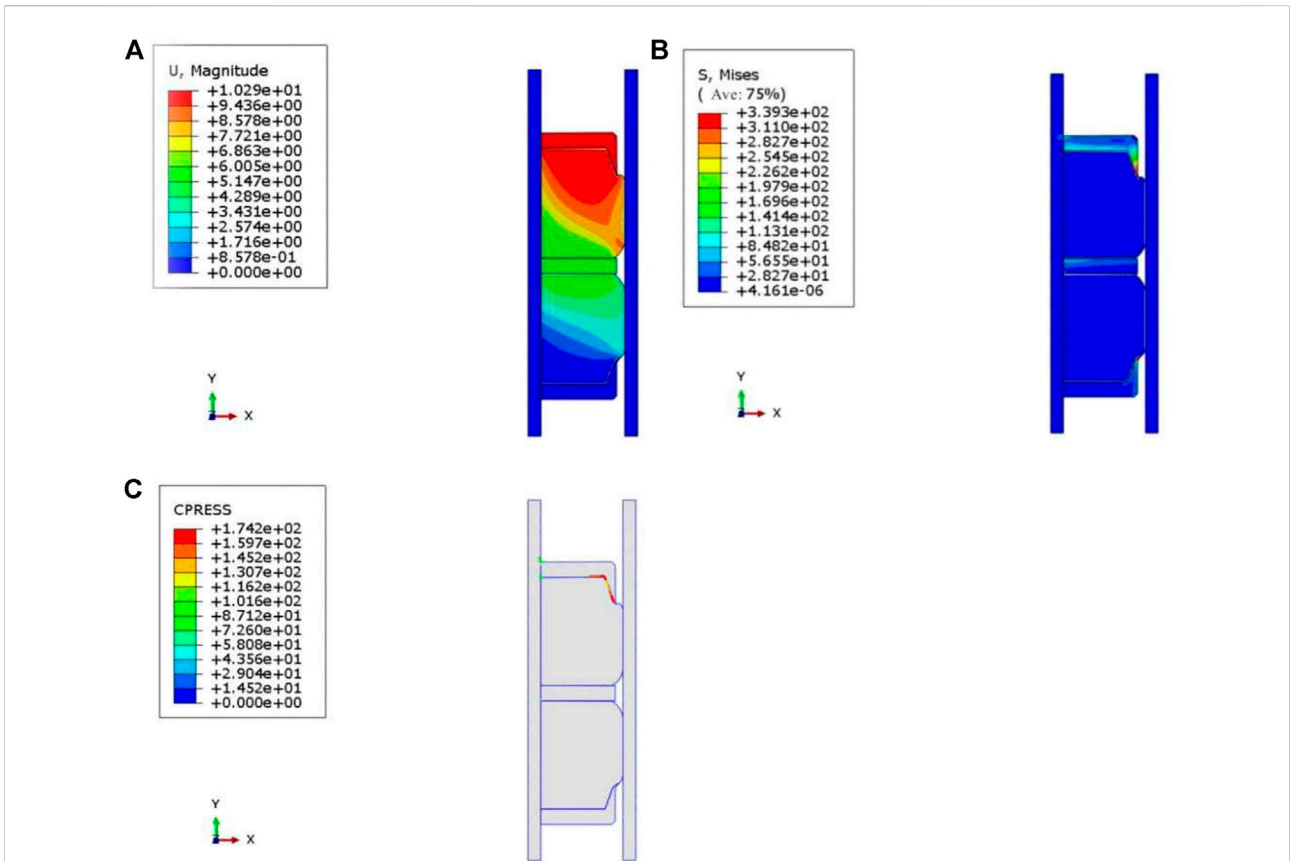 A
U, Magnitude
+1.029e+01
+9.436e+00
+8.578e+00
+7.721e+00
+6.863e+00
+6.005e+00
+5.147e+00
+4.289e+00
+3.431e+00
+2.574e+00
+1.716e+00
+8.578e-01
+0.000e+00
Y
X
B
S, Mises
( Ave: 75%)
+3.393e+02
+3.110e+02
+2.827e+02
+2.545e+02
+2.262e+02
+1.979e+02
+1.696e+02
+1.414e+02
+1.131e+02
+8.482e+01
+5.655e+01
+2.827e+01
+4.161e-06
Y
X
C
CPRESS
+1.742e+02
+1.597e+02
+1.452e+02
+1.307e+02
+1.162e+02
+1.016e+02
+8.712e+01
+7.260e+01
+5.808e+01
+4.356e+01
+2.904e+01
+1.452e+01
+0.000e+00
Y
X